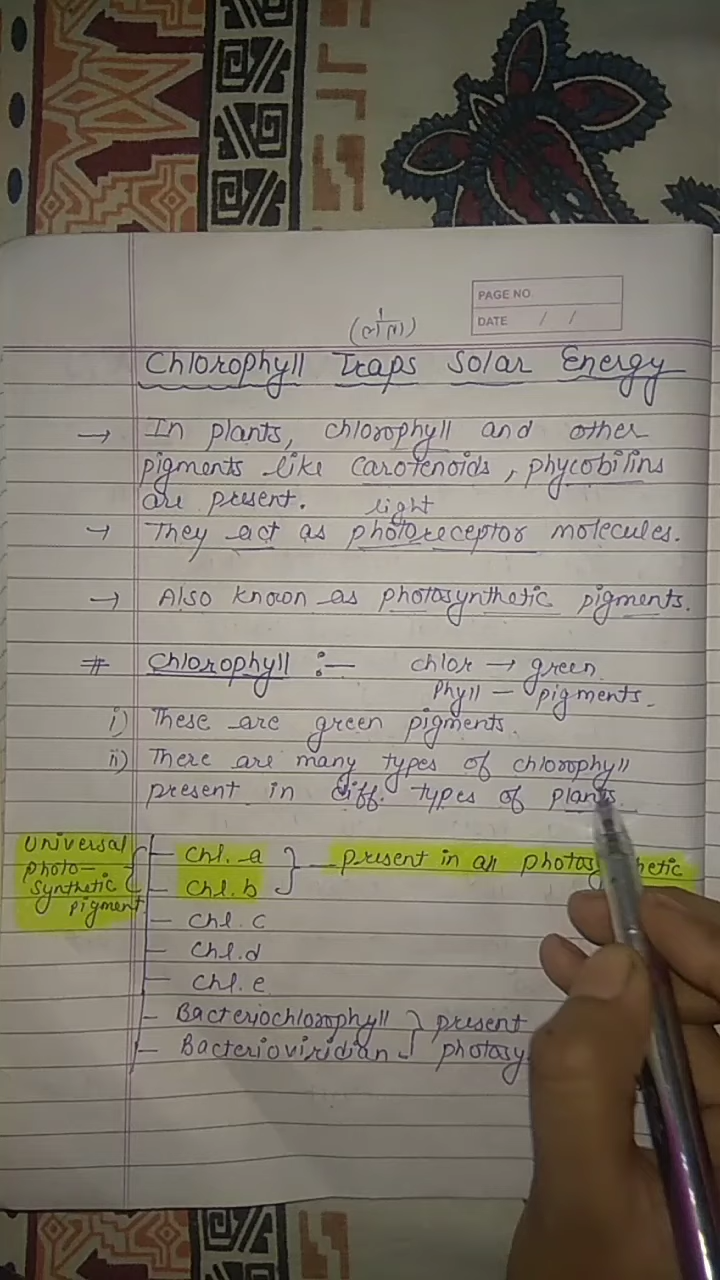 PAGE NO.
DATE / /
Chlorophyll Traps Solar Energy
→ In plants, chlorophyll and other
pigments like carotenoids, phycobilins
are present.
light
→ They act as photoreceptor molecules.
→ Also known as photosynthetic pigments.
# Chlorophyll :— chlor → green
Phyll — pigments.
i) These are green pigments.
ii) There are many types of chlorophyll
present in diff. types of plants.
Universal
photo-
synthetic
pigment
— Chl. a
— Chl. b
— present in all photos
hetic
— Chl. c
— Chl. d
— Chl. e
— Bacteriochlorophyll
— Bacterioviridian
present
photosy